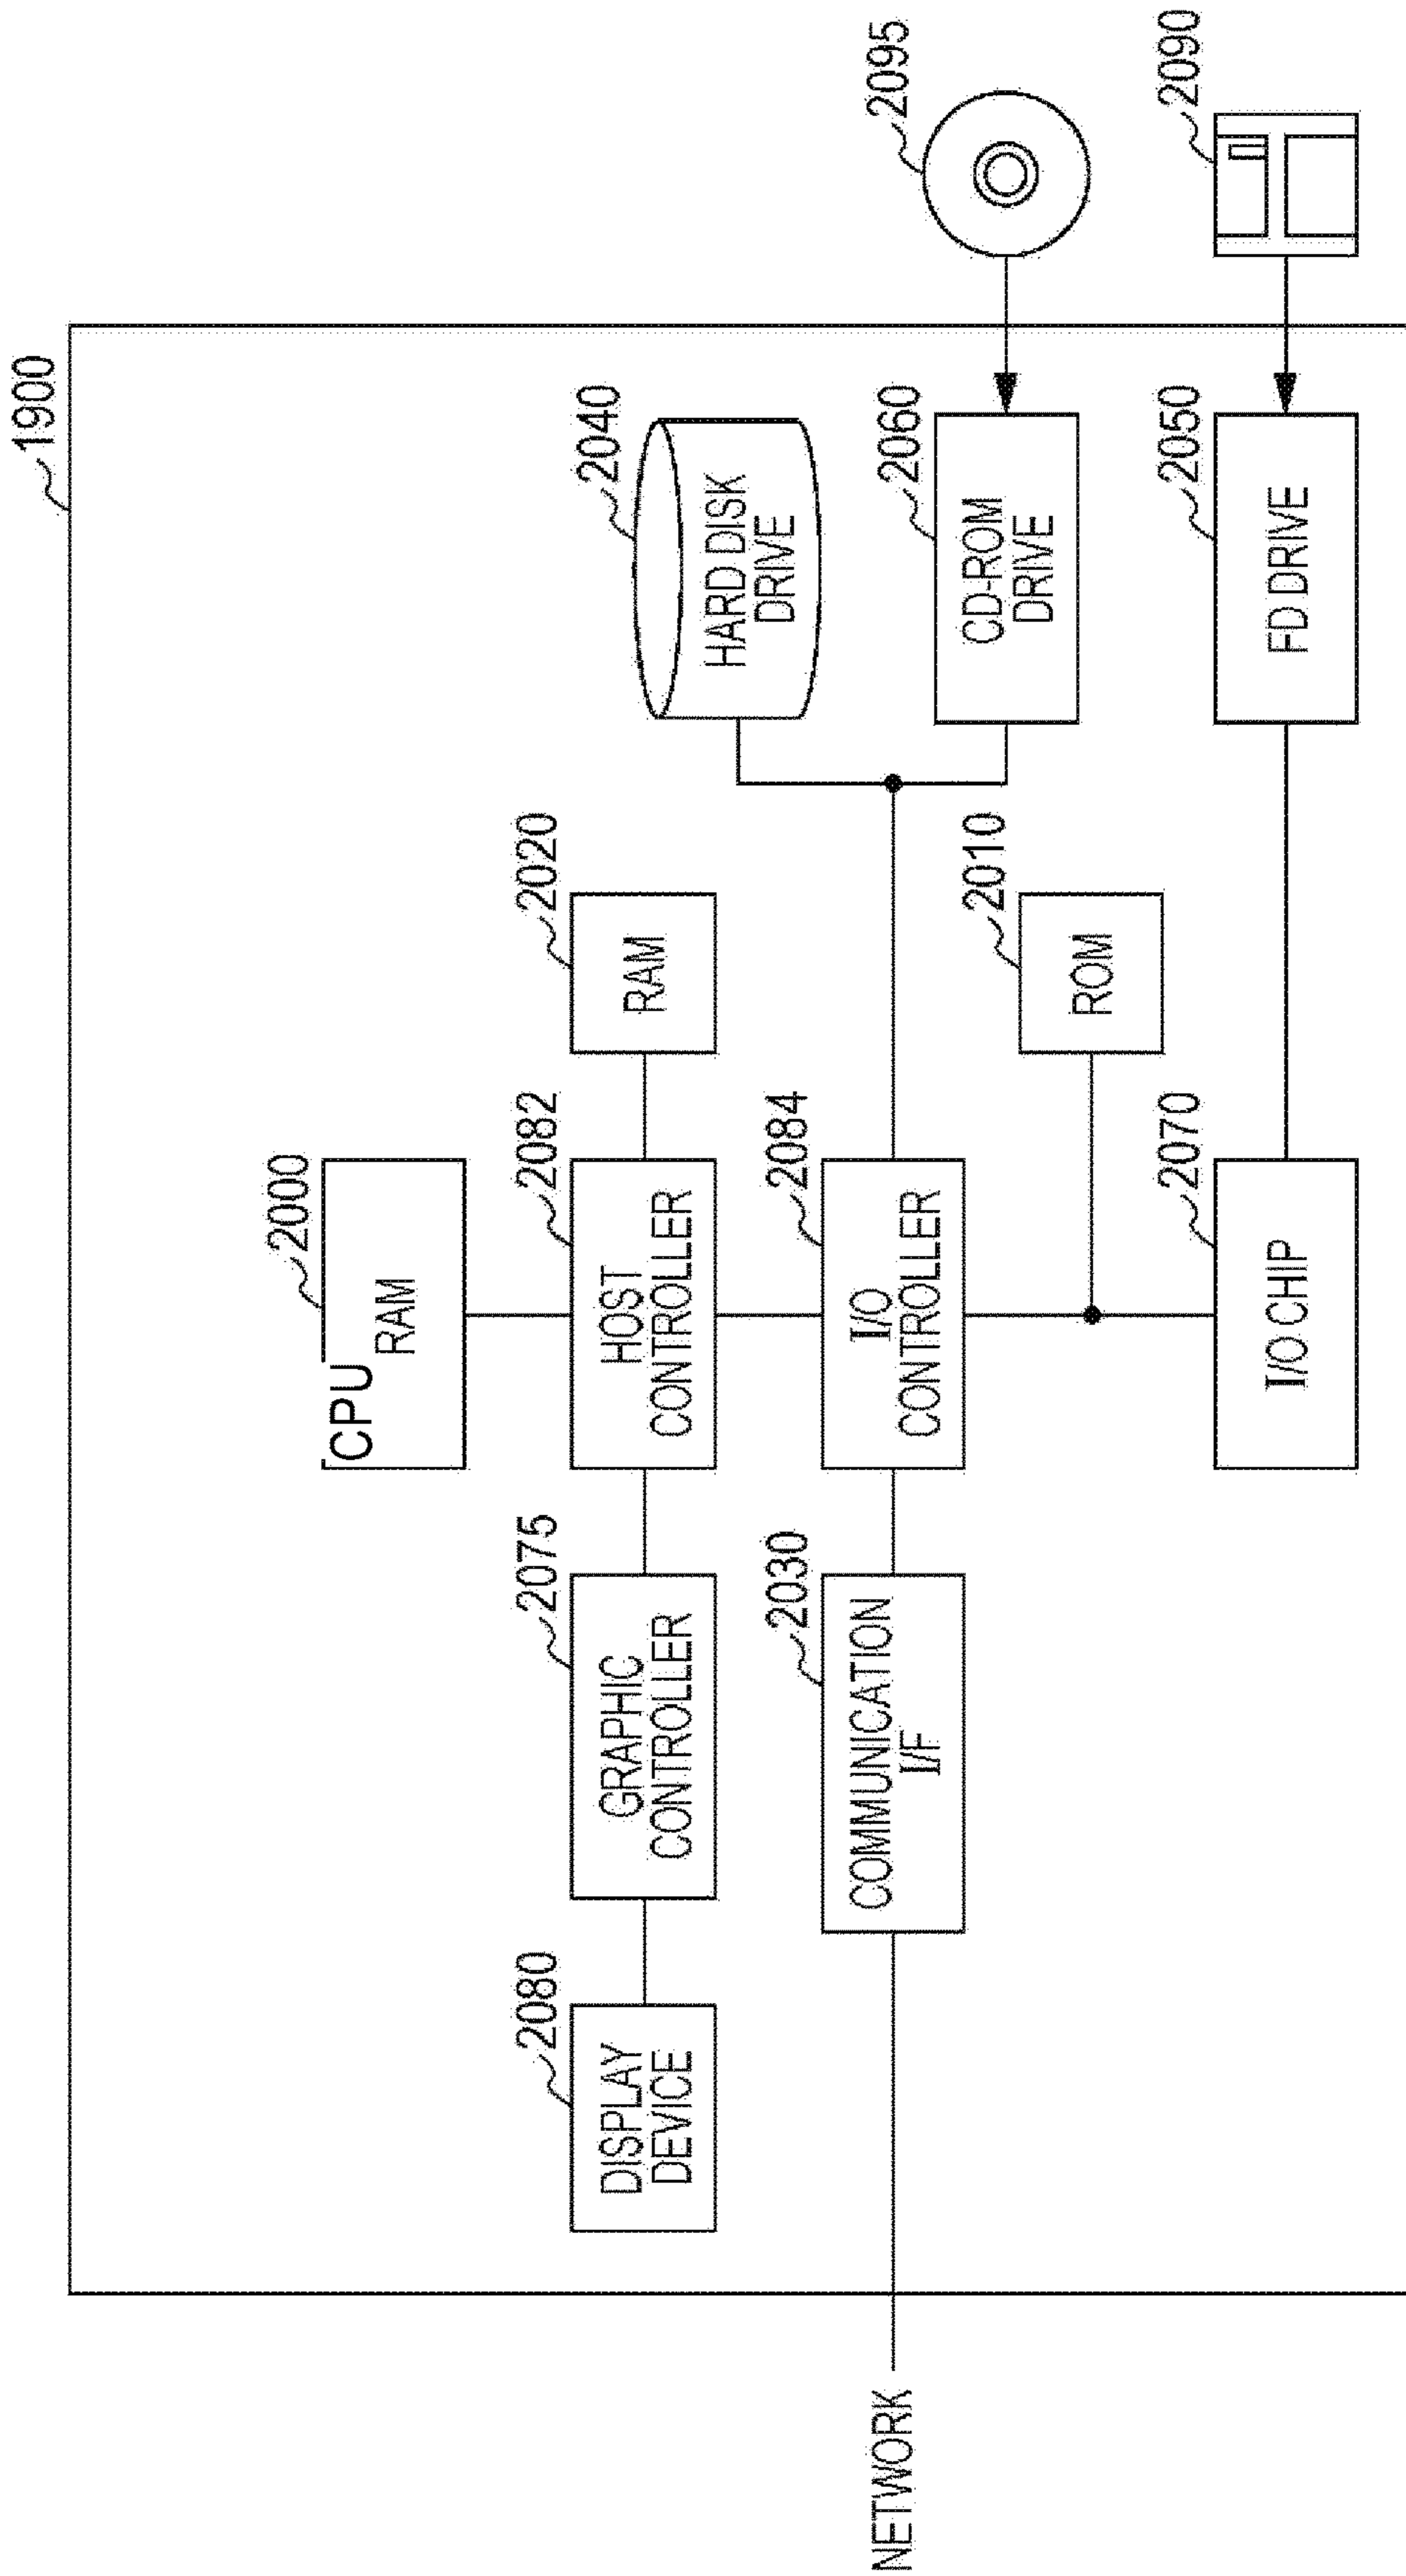 1900
2000
CPU
RAM
2080
DISPLAY
DEVICE
2075
GRAPHIC
CONTROLLER
2082
HOST
CONTROLLER
2020
RAM
2040
HARD DISK
DRIVE
NETWORK
2030
COMMUNICATION
I/F
2084
I/O
CONTROLLER
2060
CD-ROM
DRIVE
2095
2010
ROM
2070
I/O CHIP
2050
FD DRIVE
2090